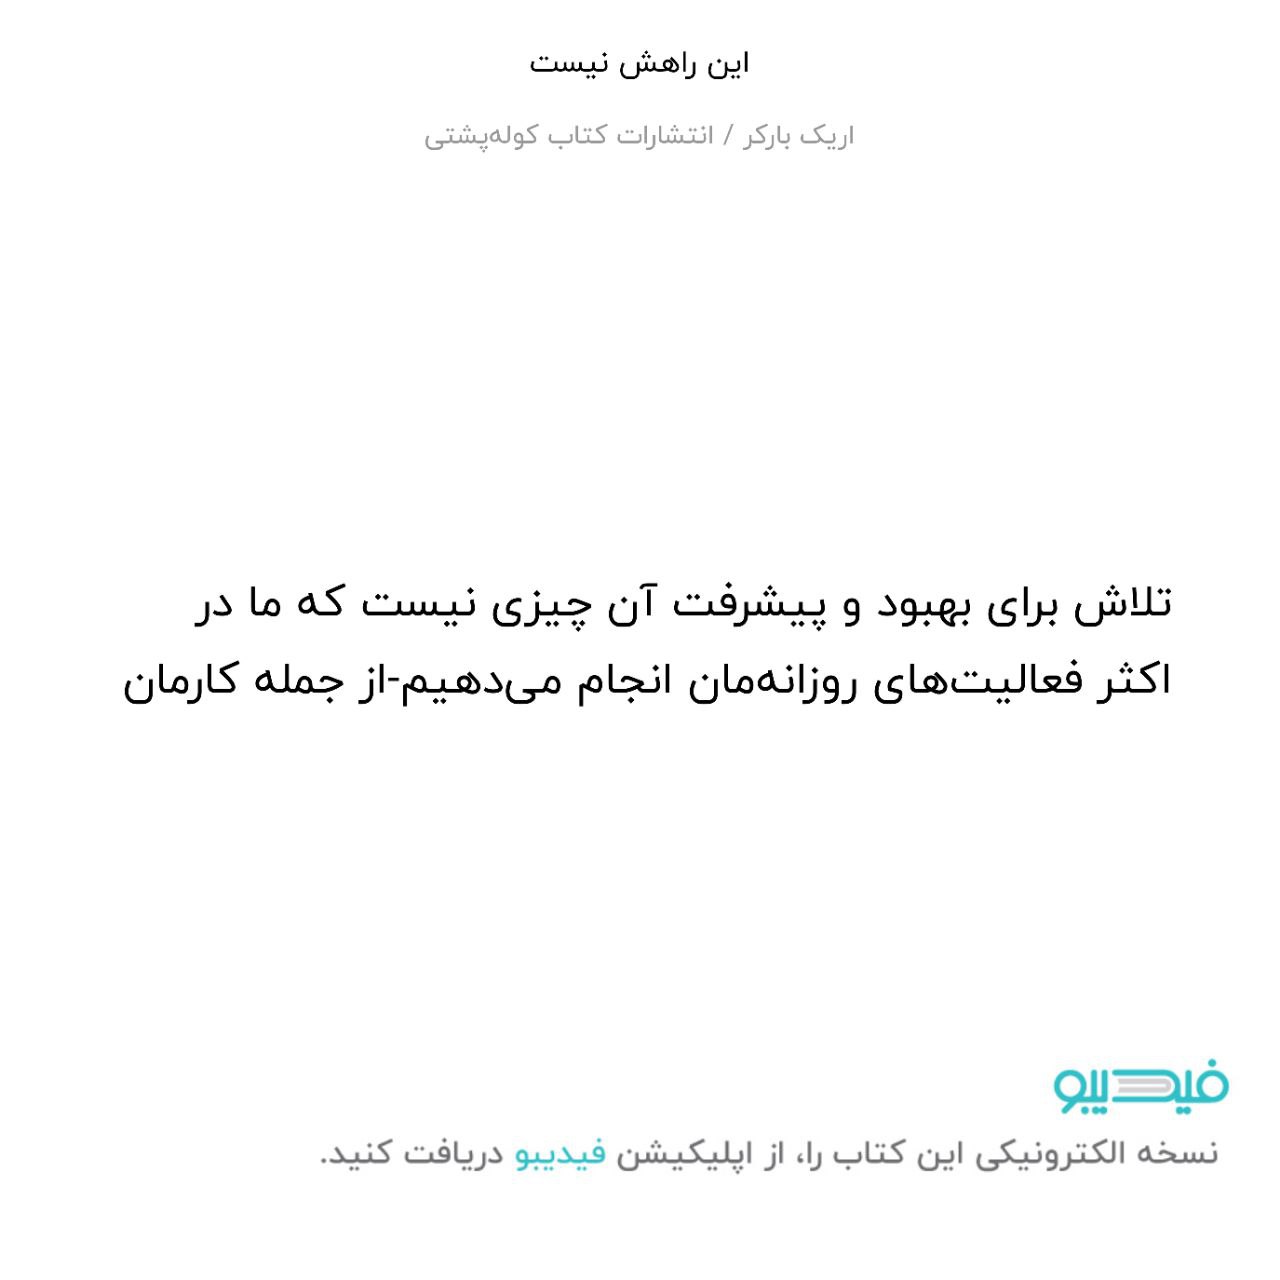 این راهش نیست
اریک بارکر / انتشارات کتاب کوله‌پشتی
تلاش برای بهبود و پیشرفت آن چیزی نیست که ما در
اکثر فعالیت‌های روزانه‌مان انجام می‌دهیم-از جمله کارمان
فیدیبو
نسخه الکترونیکی این کتاب را، از اپلیکیشن فیدیبو دریافت کنید.